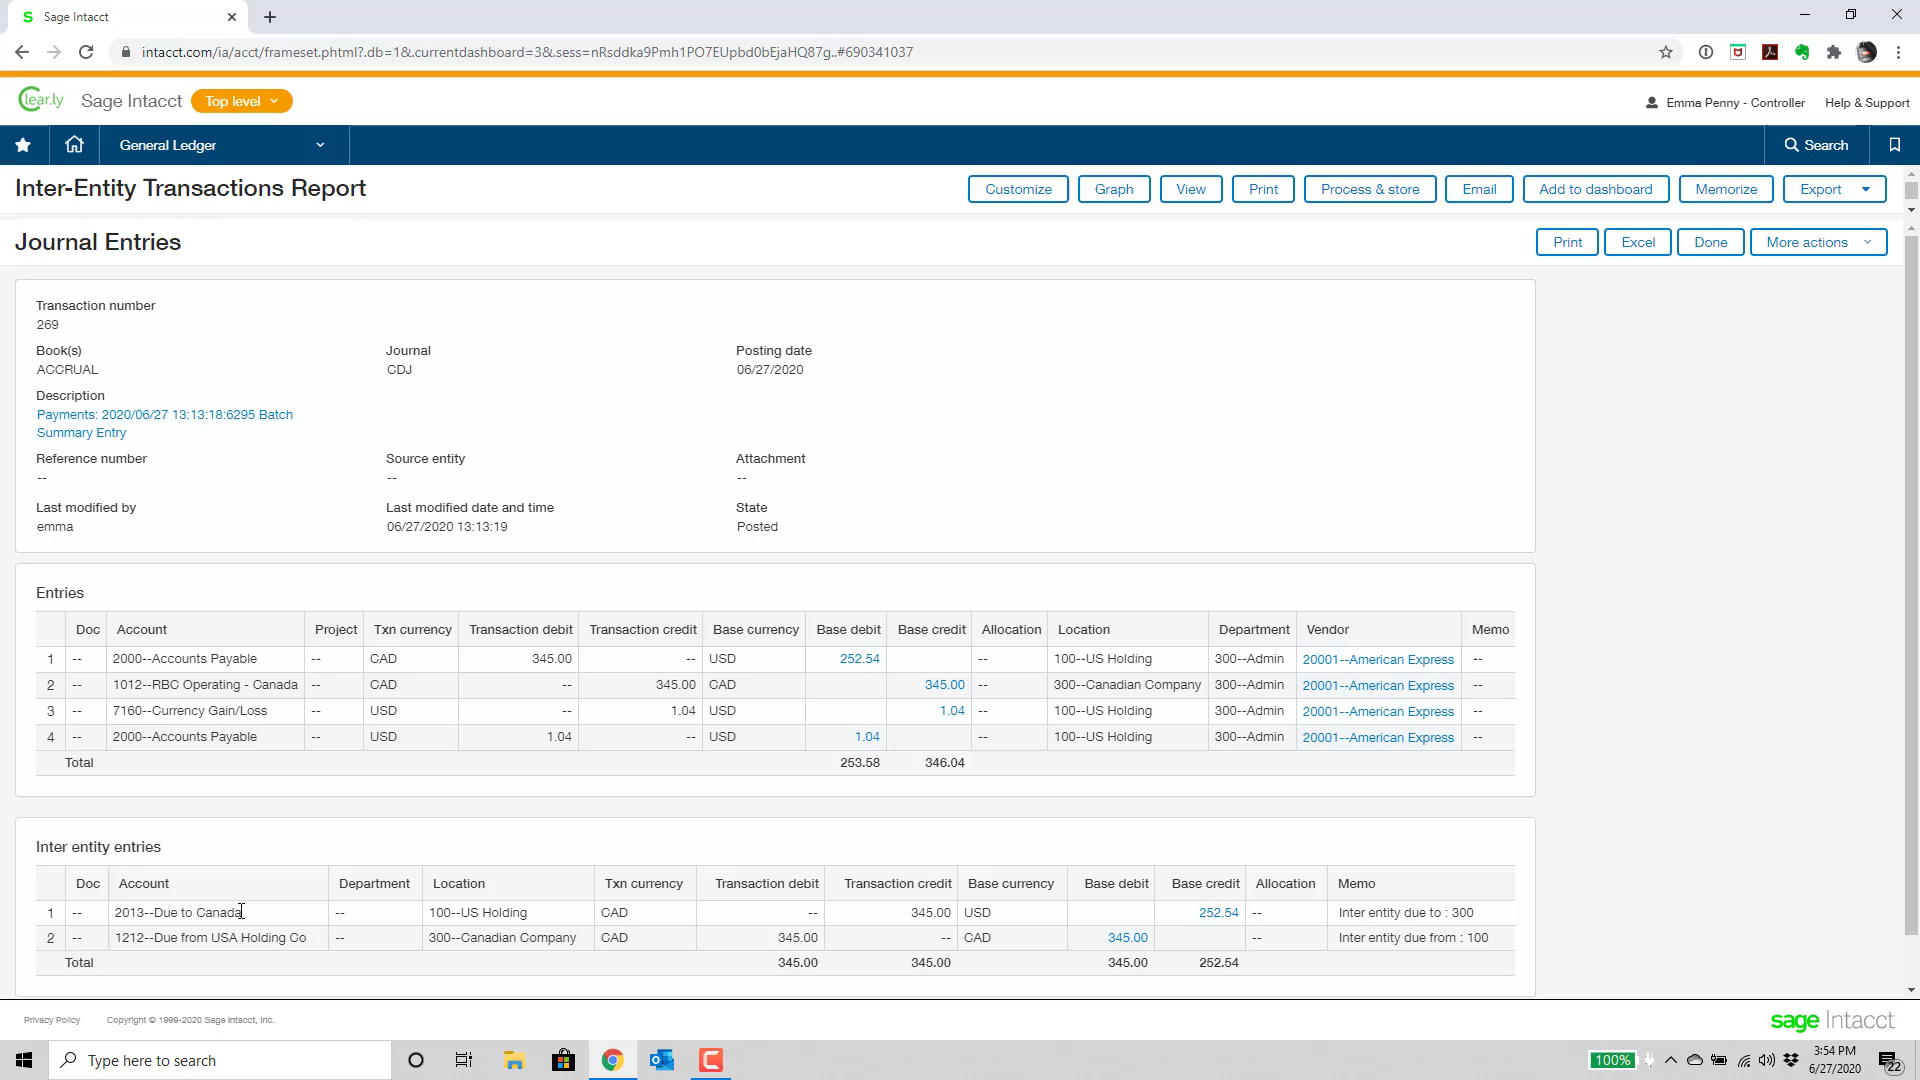 Sage Intacct
intacct.com/ia/acct/frameset.phtml?.db=1&.currentdashboard=3&.sess=nRsddka9Pmh1PO7EUpbd0bEjaHQ87g..#690341037
Clear.ly Sage Intacct Top level Emma Penny - Controller Help & Support
General Ledger Search
Inter-Entity Transactions Report Customize Graph View Print Process & store Email Add to dashboard Memorize Export
Journal Entries Print Excel Done More actions
Transaction number
269
Book(s) Journal Posting date
ACCRUAL CDJ 06/27/2020
Description
Payments: 2020/06/27 13:13:18:6295 Batch
Summary Entry
Reference number Source entity Attachment
-- -- --
Last modified by Last modified date and time State
emma 06/27/2020 13:13:19 Posted
Entries
Doc Account Project Txn currency Transaction debit Transaction credit Base currency Base debit Base credit Allocation Location Department Vendor Memo
1 -- 2000--Accounts Payable -- CAD 345.00 -- USD 252.54 -- 100--US Holding 300--Admin 20001--American Express --
2 -- 1012--RBC Operating - Canada -- CAD -- 345.00 CAD 345.00 -- 300--Canadian Company 300--Admin 20001--American Express --
3 -- 7160--Currency Gain/Loss -- USD -- 1.04 USD 1.04 -- 100--US Holding 300--Admin 20001--American Express --
4 -- 2000--Accounts Payable -- USD 1.04 -- USD 1.04 -- 100--US Holding 300--Admin 20001--American Express --
Total 253.58 346.04
Inter entity entries
Doc Account Department Location Txn currency Transaction debit Transaction credit Base currency Base debit Base credit Allocation Memo
1 -- 2013--Due to Canada -- 100--US Holding CAD -- 345.00 USD 252.54 -- Inter entity due to : 300
2 -- 1212--Due from USA Holding Co -- 300--Canadian Company CAD 345.00 -- CAD 345.00 -- Inter entity due from : 100
Total 345.00 345.00 345.00 252.54
Privacy Policy Copyright © 1999-2020 Sage Intacct, Inc. sage Intacct
Type here to search 100% 3:54 PM
6/27/2020 22